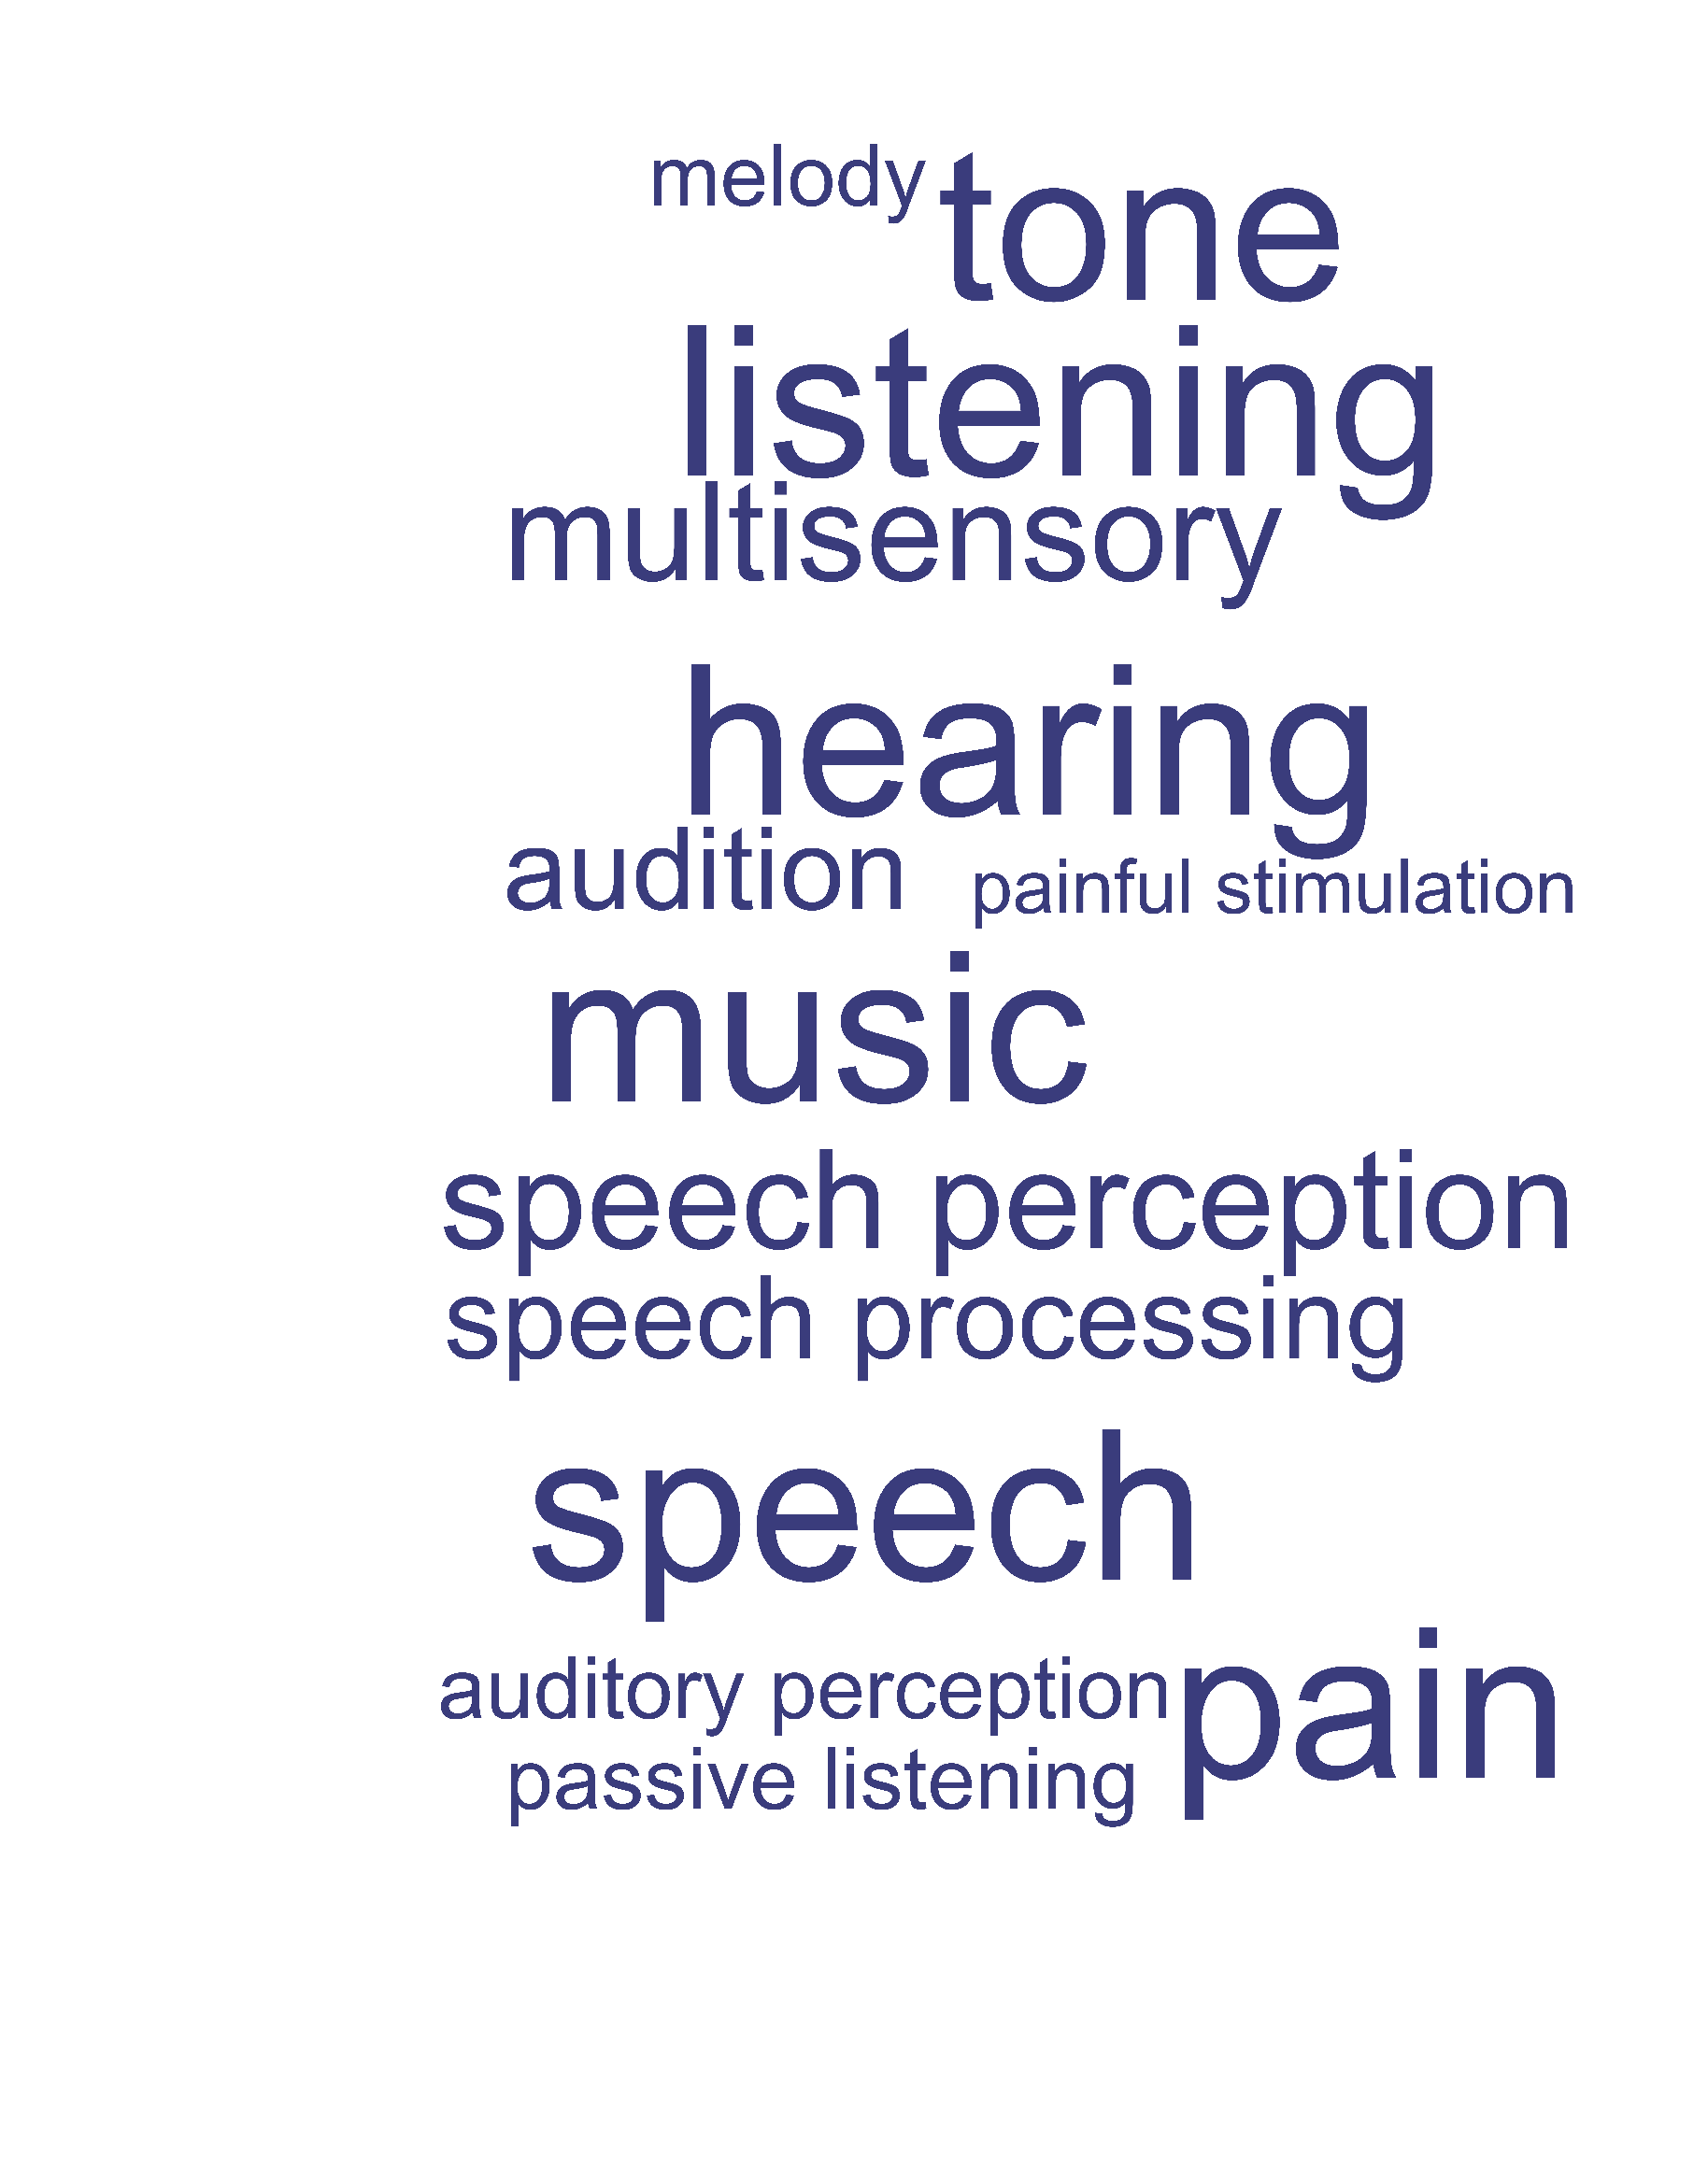 melody tone
listening
multisensory
hearing
audition painful stimulation
music
speech perception
speech processing
speech
auditory perception pain
passive listening